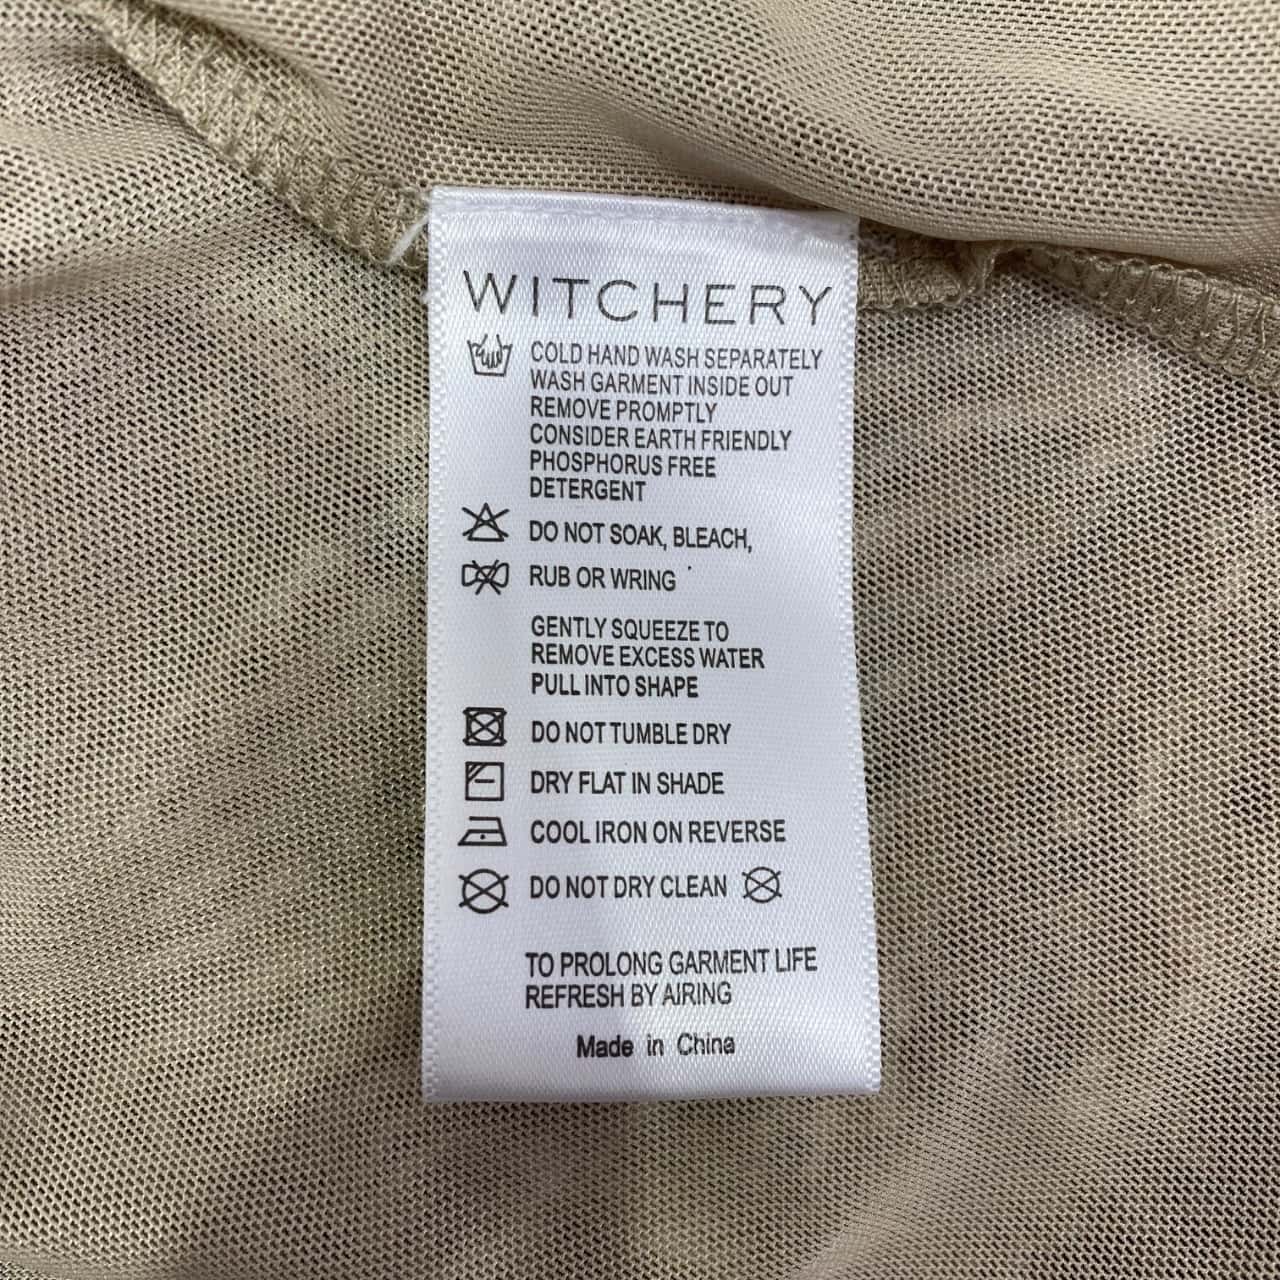 WITCHERY
COLD HAND WASH SEPARATELY
WASH GARMENT INSIDE OUT
REMOVE PROMPTLY
CONSIDER EARTH FRIENDLY
PHOSPHORUS FREE
DETERGENT
DO NOT SOAK, BLEACH,
RUB OR WRING
GENTLY SQUEEZE TO
REMOVE EXCESS WATER
PULL INTO SHAPE
DO NOT TUMBLE DRY
DRY FLAT IN SHADE
COOL IRON ON REVERSE
DO NOT DRY CLEAN
TO PROLONG GARMENT LIFE
REFRESH BY AIRING
Made in China